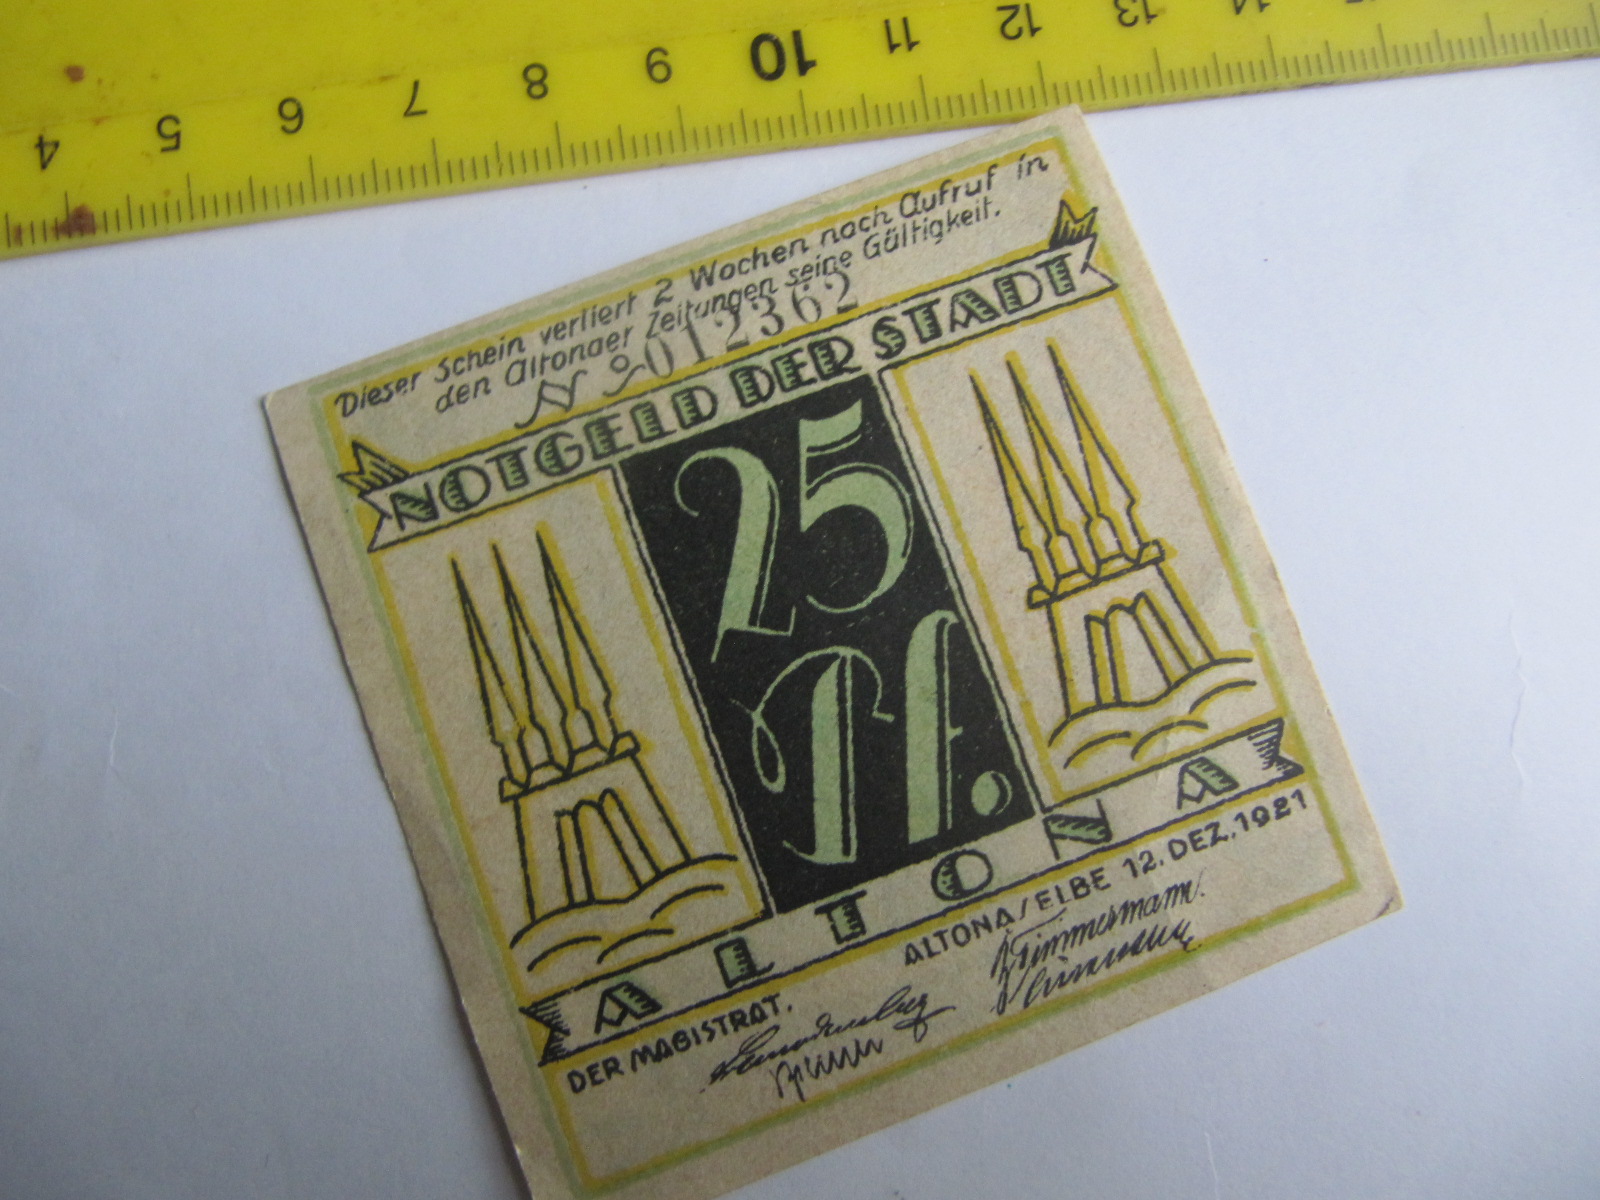 4 5 6 7 8 9 10 11 12 13 14
Dieser Schein verliert 2 Wochen nach Aufruf in
den Altonaer Zeitungen seine Gültigkeit.
No 012362
NOTGELD DER STADT
25
Pf.
ALTONA
ALTONA/ELBE 12. DEZ. 1921
DER MAGISTRAT.